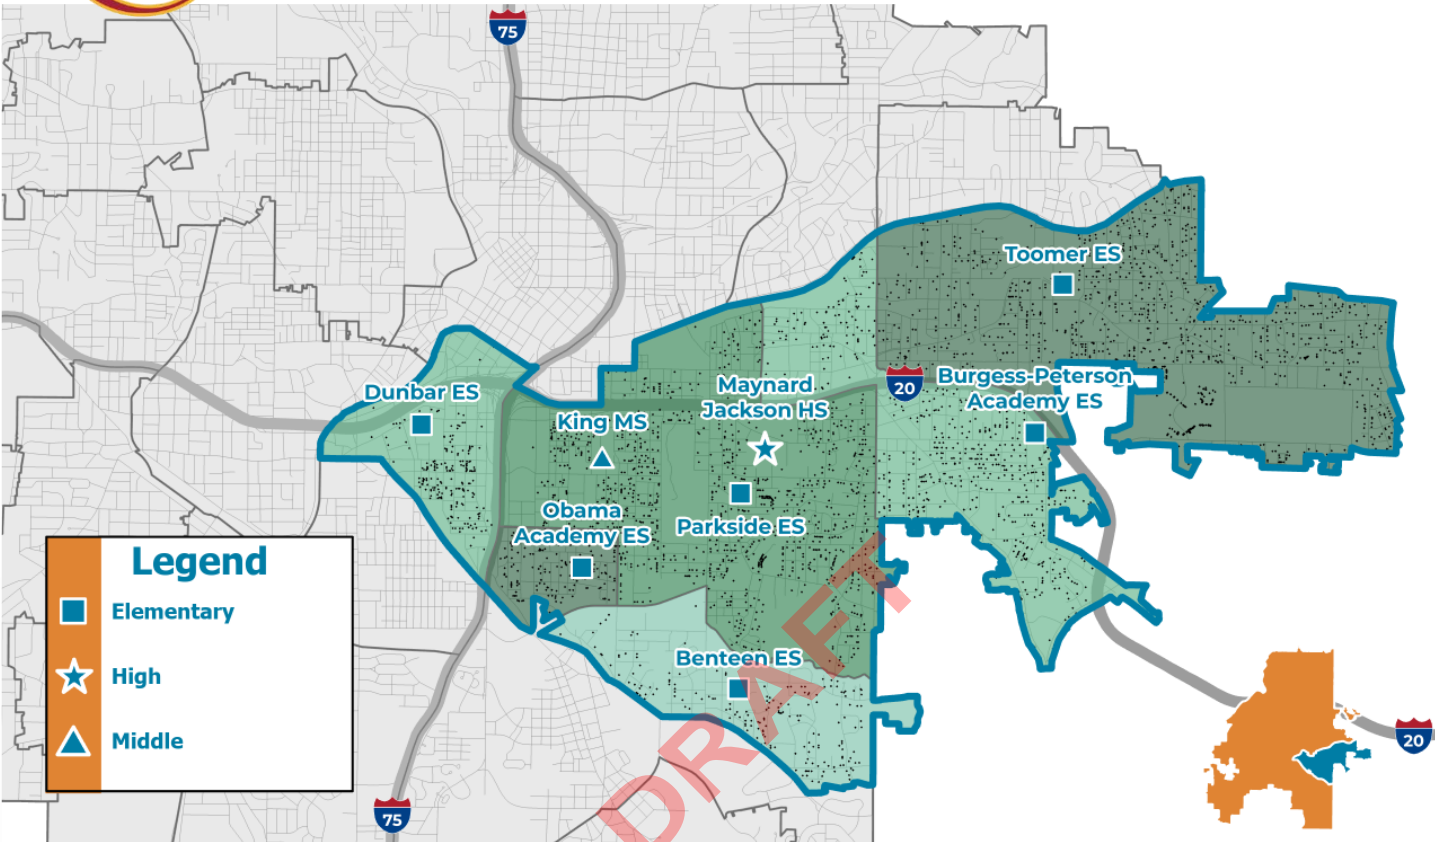 75
Toomer ES
Dunbar ES
Maynard
Jackson HS
20
Burgess-Peterson
Academy ES
King MS
Obama
Academy ES
Parkside ES
Legend
Elementary
High
Middle
Benteen ES
DRAFT
75
20